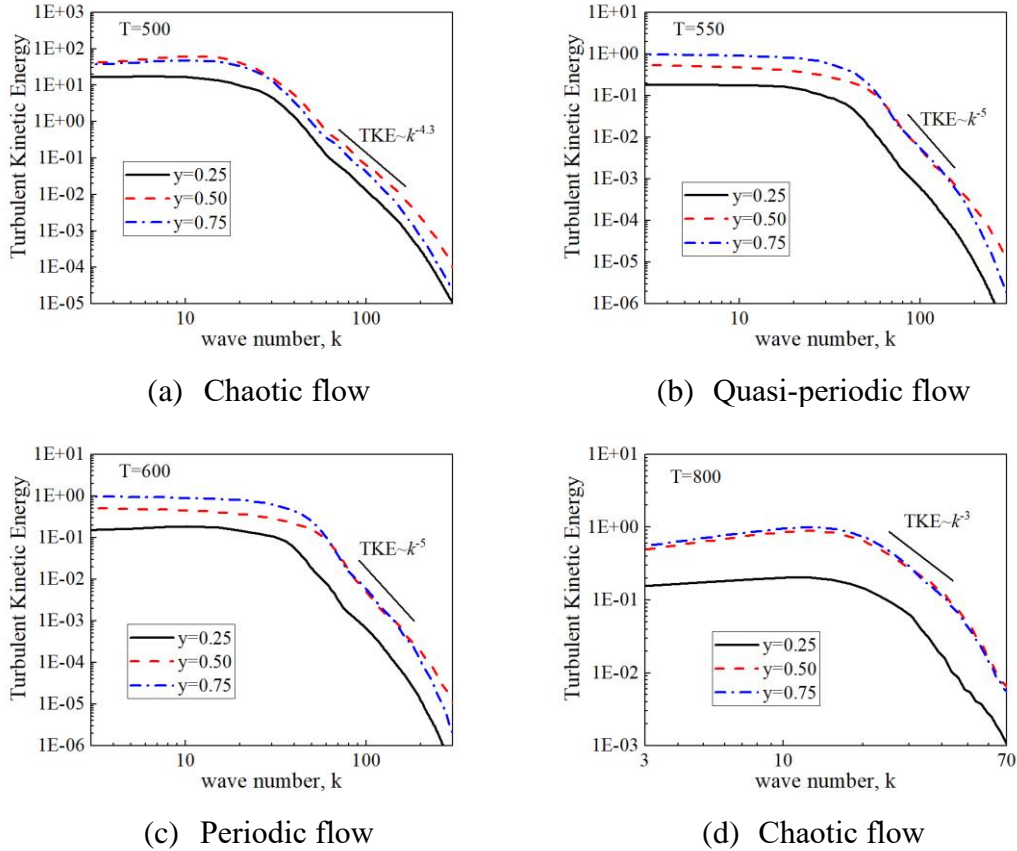 T=500
1E+03
1E+02
1E+01
1E+00
1E-01
1E-02
1E-03
1E-04
1E-05
Turbulent Kinetic Energy
TKE~k-4.3
y=0.25
y=0.50
y=0.75
10
100
wave number, k
(a) Chaotic flow
T=550
1E+01
1E+00
1E-01
1E-02
1E-03
1E-04
1E-05
1E-06
Turbulent Kinetic Energy
TKE~k-5
y=0.25
y=0.50
y=0.75
10
100
wave number, k
(b) Quasi-periodic flow
T=600
1E+01
1E+00
1E-01
1E-02
1E-03
1E-04
1E-05
1E-06
Turbulent Kinetic Energy
TKE~k-5
y=0.25
y=0.50
y=0.75
10
100
wave number, k
(c) Periodic flow
T=800
1E+01
1E+00
1E-01
1E-02
1E-03
Turbulent Kinetic Energy
TKE~k-3
y=0.25
y=0.50
y=0.75
3
10
70
wave number, k
(d) Chaotic flow